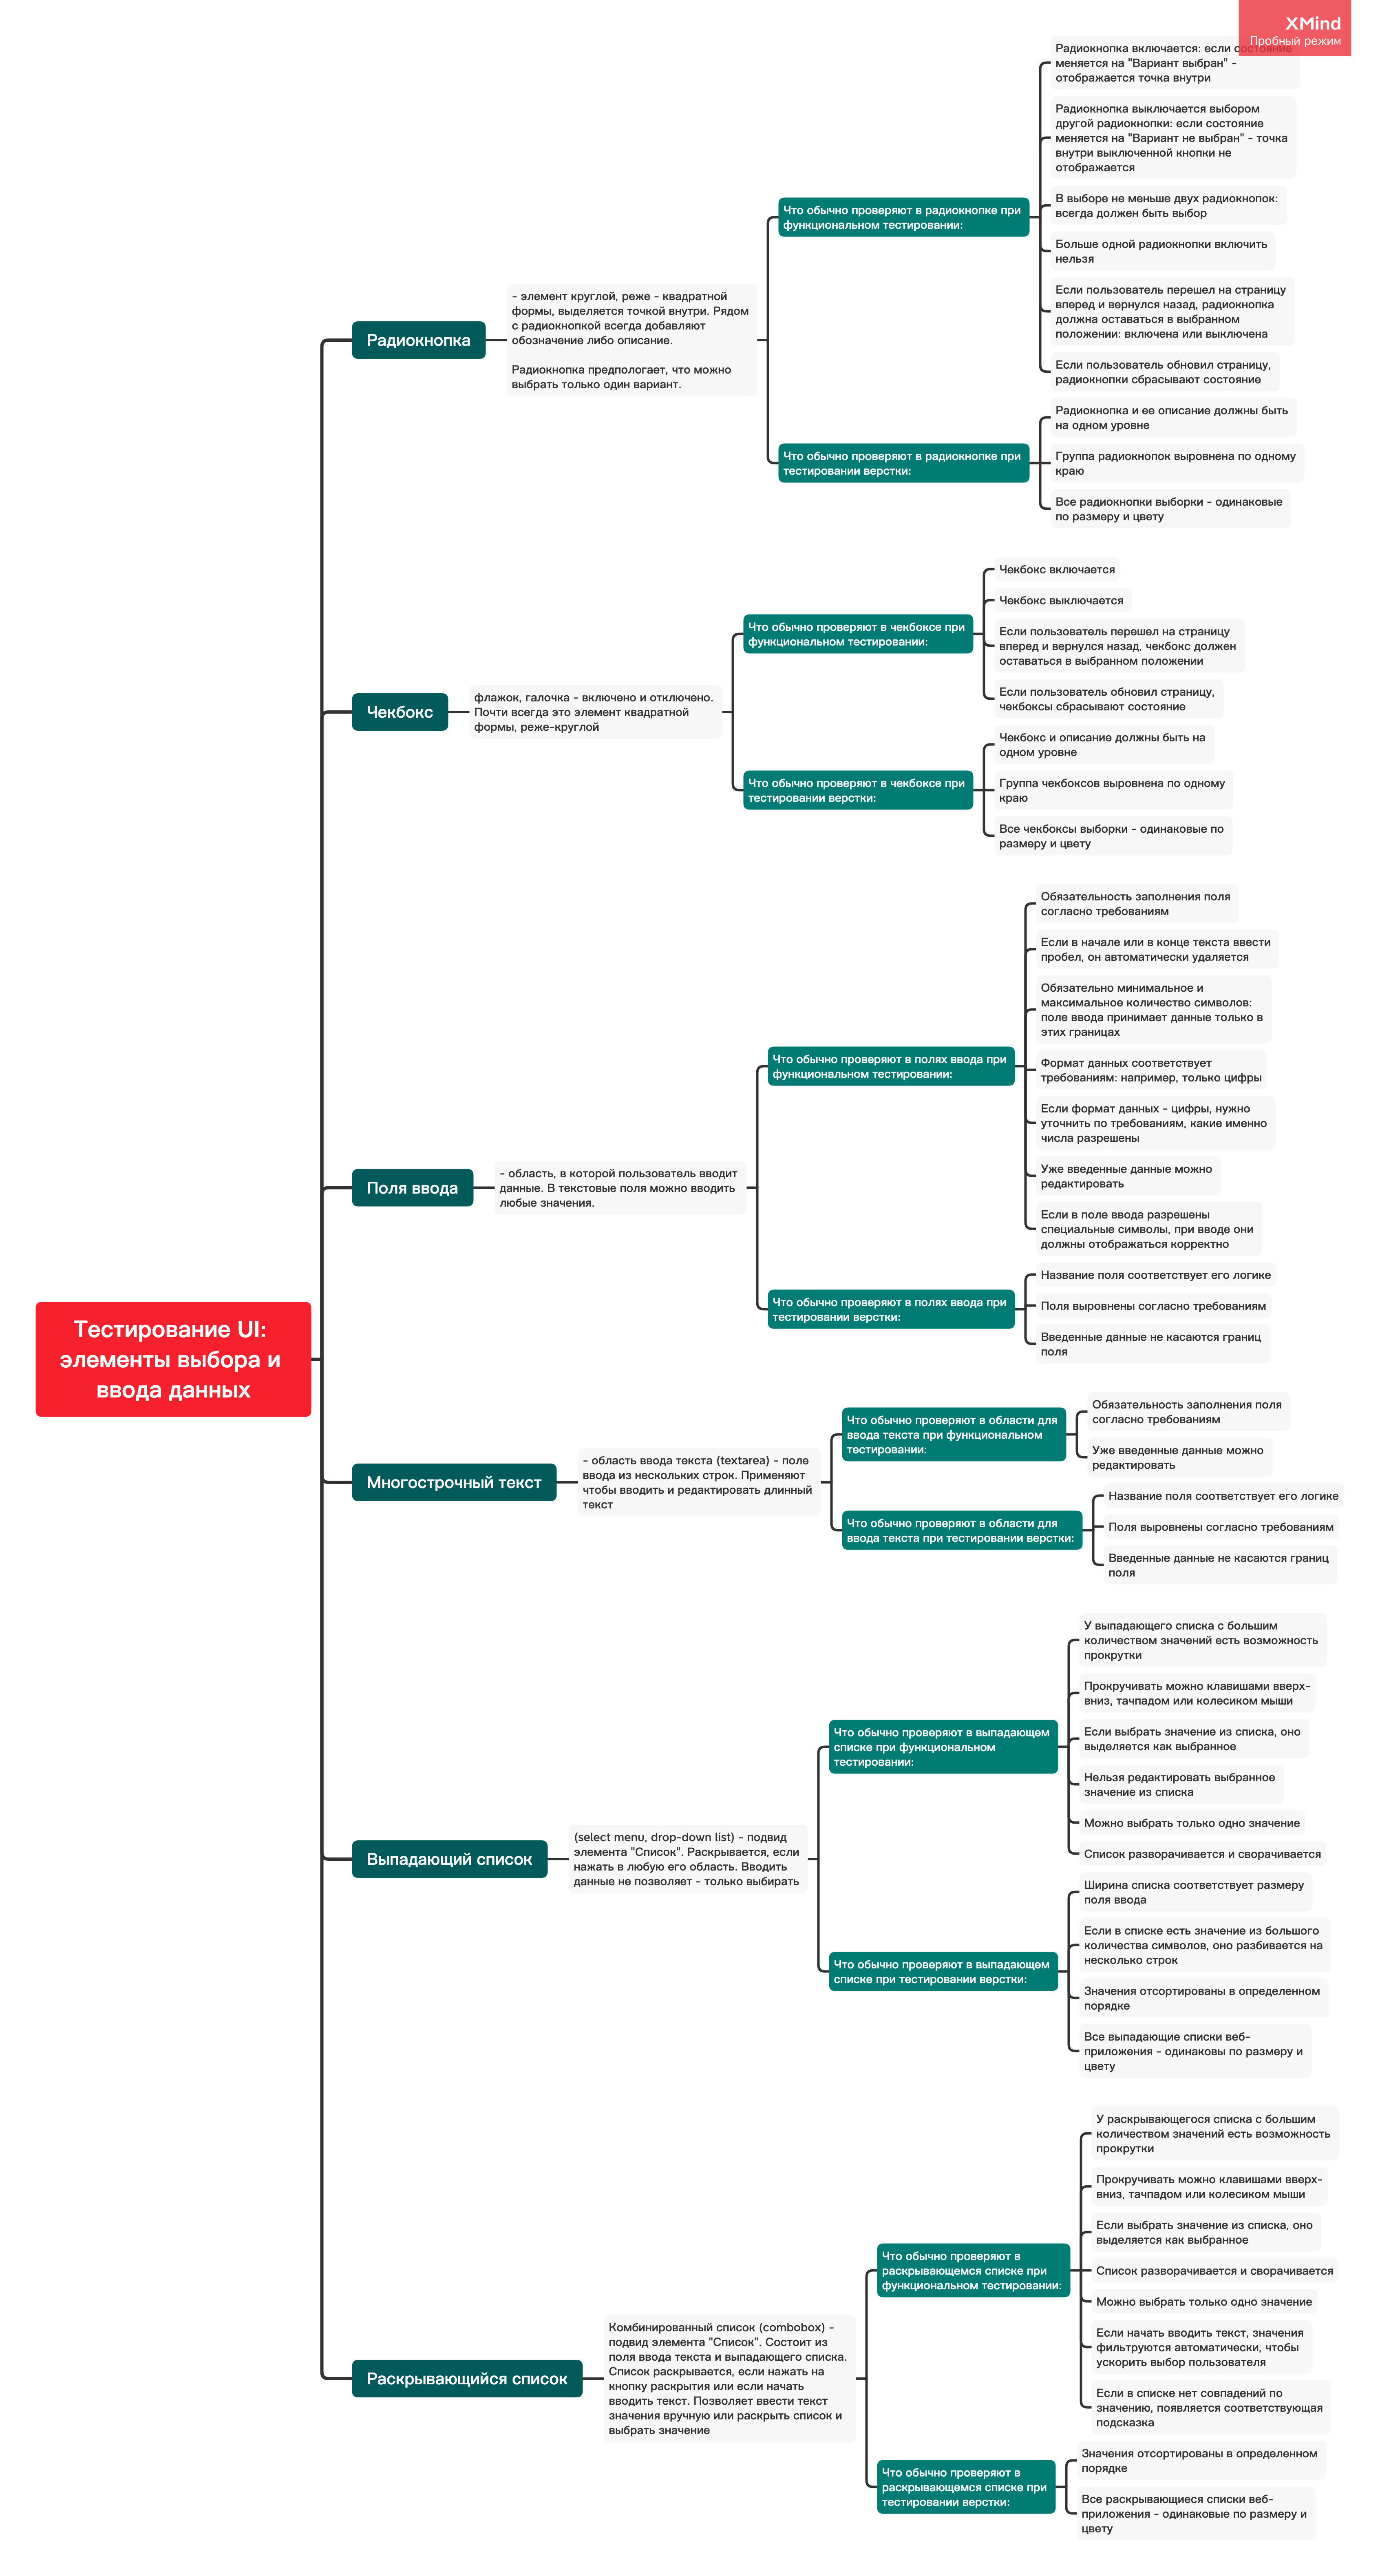 XMind
Пробный режим
Тестирование UI:
элементы выбора и
ввода данных
Радиокнопка
- элемент круглой, реже - квадратной
формы, выделяется точкой внутри. Рядом
с радиокнопкой всегда добавляют
обозначение либо описание.
Радиокнопка предпологает, что можно
выбрать только один вариант.
Что обычно проверяют в радиокнопке при
функциональном тестировании:
Радиокнопка включается: если состояние
меняется на "Вариант выбран" -
отображается точка внутри
Радиокнопка выключается выбором
другой радиокнопки: если состояние
меняется на "Вариант не выбран" - точка
внутри выключенной кнопки не
отображается
В выборе не меньше двух радиокнопок:
всегда должен быть выбор
Больше одной радиокнопки включить
нельзя
Если пользователь перешел на страницу
вперед и вернулся назад, радиокнопка
должна оставаться в выбранном
положении: включена или выключена
Если пользователь обновил страницу,
радиокнопки сбрасывают состояние
Что обычно проверяют в радиокнопке при
тестировании верстки:
Радиокнопка и ее описание должны быть
на одном уровне
Группа радиокнопок выровнена по одному
краю
Все радиокнопки выборки - одинаковые
по размеру и цвету
Чекбокс
флажок, галочка - включено и отключено.
Почти всегда это элемент квадратной
формы, реже-круглой
Что обычно проверяют в чекбоксе при
функциональном тестировании:
Чекбокс включается
Чекбокс выключается
Если пользователь перешел на страницу
вперед и вернулся назад, чекбокс должен
оставаться в выбранном положении
Если пользователь обновил страницу,
чекбоксы сбрасывают состояние
Что обычно проверяют в чекбоксе при
тестировании верстки:
Чекбокс и описание должны быть на
одном уровне
Группа чекбоксов выровнена по одному
краю
Все чекбоксы выборки - одинаковые по
размеру и цвету
Поля ввода
- область, в которой пользователь вводит
данные. В текстовые поля можно вводить
любые значения.
Что обычно проверяют в полях ввода при
функциональном тестировании:
Обязательность заполнения поля
согласно требованиям
Если в начале или в конце текста ввести
пробел, он автоматически удаляется
Обязательно минимальное и
максимальное количество символов:
поле ввода принимает данные только в
этих границах
Формат данных соответствует
требованиям: например, только цифры
Если формат данных - цифры, нужно
уточнить по требованиям, какие именно
числа разрешены
Уже введенные данные можно
редактировать
Если в поле ввода разрешены
специальные символы, при вводе они
должны отображаться корректно
Что обычно проверяют в полях ввода при
тестировании верстки:
Название поля соответствует его логике
Поля выровнены согласно требованиям
Введенные данные не касаются границ
поля
Многострочный текст
- область ввода текста (textarea) - поле
ввода из нескольких строк. Применяют
чтобы вводить и редактировать длинный
текст
Что обычно проверяют в области для
ввода текста при функциональном
тестировании:
Обязательность заполнения поля
согласно требованиям
Уже введенные данные можно
редактировать
Что обычно проверяют в области для
ввода текста при тестировании верстки:
Название поля соответствует его логике
Поля выровнены согласно требованиям
Введенные данные не касаются границ
поля
Выпадающий список
(select menu, drop-down list) - подвид
элемента "Список". Раскрывается, если
нажать в любую его область. Вводить
данные не позволяет - только выбирать
Что обычно проверяют в выпадающем
списке при функциональном
тестировании:
У выпадающего списка с большим
количеством значений есть возможность
прокрутки
Прокручивать можно клавишами вверх-
вниз, тачпадом или колесиком мыши
Если выбрать значение из списка, оно
выделяется как выбранное
Нельзя редактировать выбранное
значение из списка
Можно выбрать только одно значение
Список разворачивается и сворачивается
Что обычно проверяют в выпадающем
списке при тестировании верстки:
Ширина списка соответствует размеру
поля ввода
Если в списке есть значение из большого
количества символов, оно разбивается на
несколько строк
Значения отсортированы в определенном
порядке
Все выпадающие списки веб-
приложения - одинаковы по размеру и
цвету
Раскрывающийся список
Комбинированный список (combobox) -
подвид элемента "Список". Состоит из
поля ввода текста и выпадающего списка.
Список раскрывается, если нажать на
кнопку раскрытия или если начать
вводить текст. Позволяет ввести текст
значения вручную или раскрыть список и
выбрать значение
Что обычно проверяют в
раскрывающемся списке при
функциональном тестировании:
У раскрывающегося списка с большим
количеством значений есть возможность
прокрутки
Прокручивать можно клавишами вверх-
вниз, тачпадом или колесиком мыши
Если выбрать значение из списка, оно
выделяется как выбранное
Список разворачивается и сворачивается
Можно выбрать только одно значение
Если начать вводить текст, значения
фильтруются автоматически, чтобы
ускорить выбор пользователя
Если в списке нет совпадений по
значению, появляется соответствующая
подсказка
Что обычно проверяют в
раскрывающемся списке при
тестировании верстки:
Значения отсортированы в определенном
порядке
Все раскрывающиеся списки веб-
приложения - одинаковые по размеру и
цвету